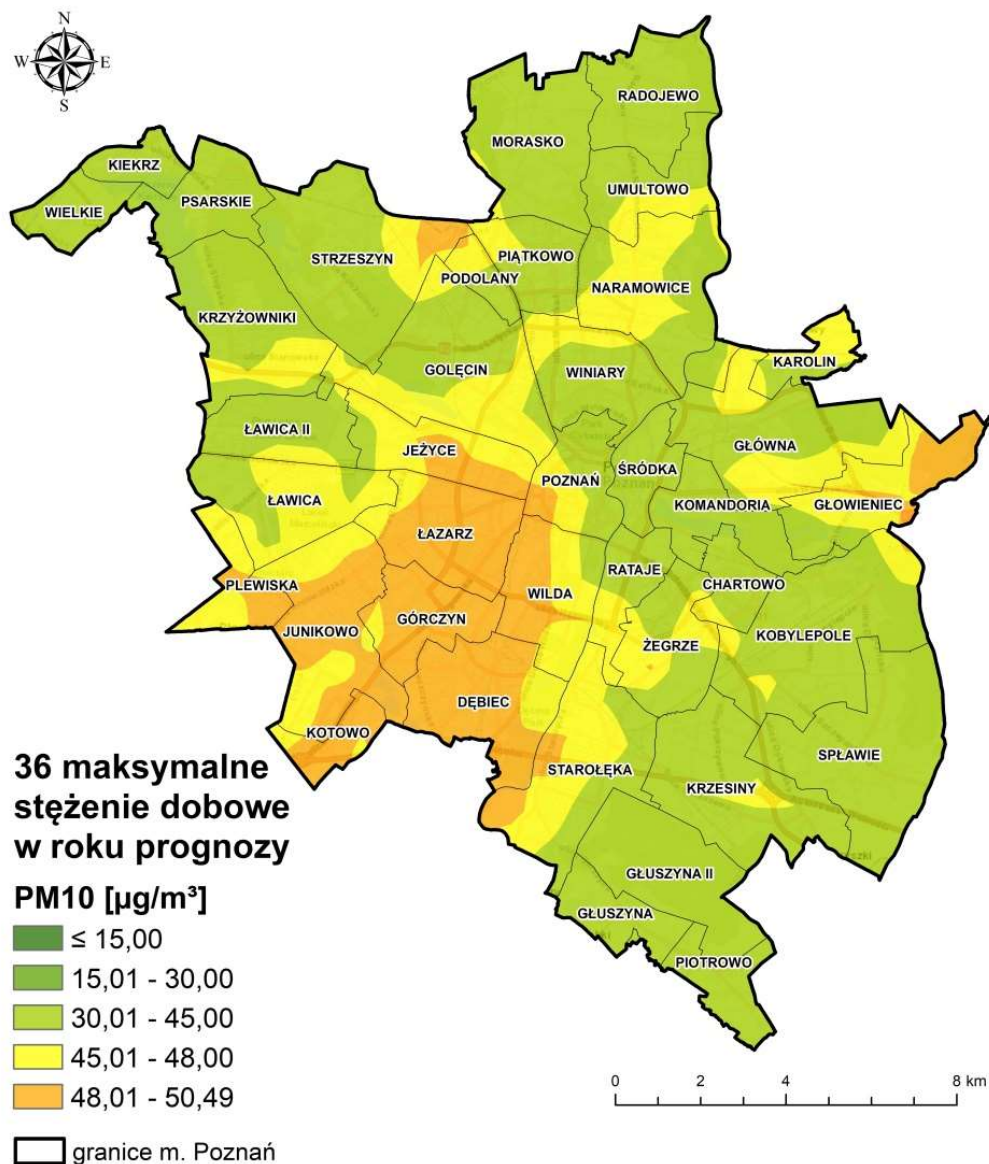 N
W E
S
RADOJEWO
MORASKO
KIEKRZ
UMULTOWO
PSARSKIE
WIELKIE
STRZESZYN
PIĄTKOWO
PODOLANY
NARAMOWICE
KRZYŻOWNIKI
KAROLIN
GOLĘCIN
WINIARY
ŁAWICA II
JEŻYCE
GŁÓWNA
ŚRÓDKA
POZNAŃ
ŁAWICA
KOMANDORIA
GŁOWIENIEC
ŁAZARZ
RATAJE
PLEWISKA
CHARTOWO
WILDA
GÓRCZYN
JUNIKOWO
KOBYLEPOLE
ŻEGRZE
DĘBIEC
KOTOWO
SPŁAWIE
STAROŁĘKA
KRZESINY
GŁUSZYNA II
GŁUSZYNA
PIOTROWO
36 maksymalne
stężenie dobowe
w roku prognozy
PM10 [µg/m³]
≤ 15,00
15,01 - 30,00
30,01 - 45,00
45,01 - 48,00
48,01 - 50,49
granice m. Poznań
0 2 4 8 km